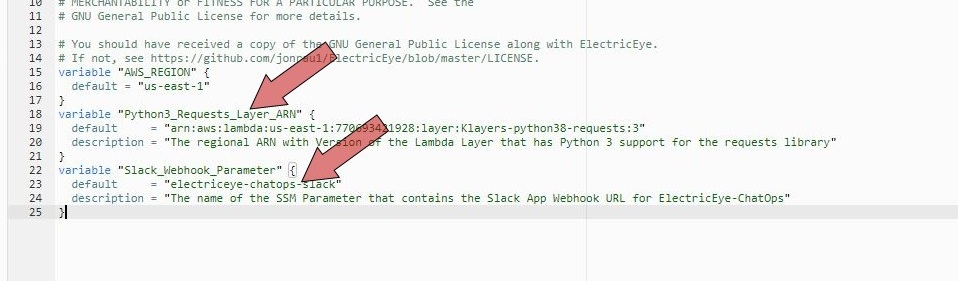 10 # MERCHANTABILITY or FITNESS FOR A PARTICULAR PURPOSE.  See the
11 # GNU General Public License for more details.
12
13 # You should have received a copy of the GNU General Public License along with ElectricEye.
14 # If not, see https://github.com/jonrau1/ElectricEye/blob/master/LICENSE.
15 variable "AWS_REGION" {
16   default = "us-east-1"
17 }
18 variable "Python3_Requests_Layer_ARN" {
19   default     = "arn:aws:lambda:us-east-1:770693421928:layer:Klayers-python38-requests:3"
20   description = "The regional ARN with Version of the Lambda Layer that has Python 3 support for the requests library"
21 }
22 variable "Slack_Webhook_Parameter" {
23   default     = "electriceye-chatops-slack"
24   description = "The name of the SSM Parameter that contains the Slack App Webhook URL for ElectricEye-ChatOps"
25 }